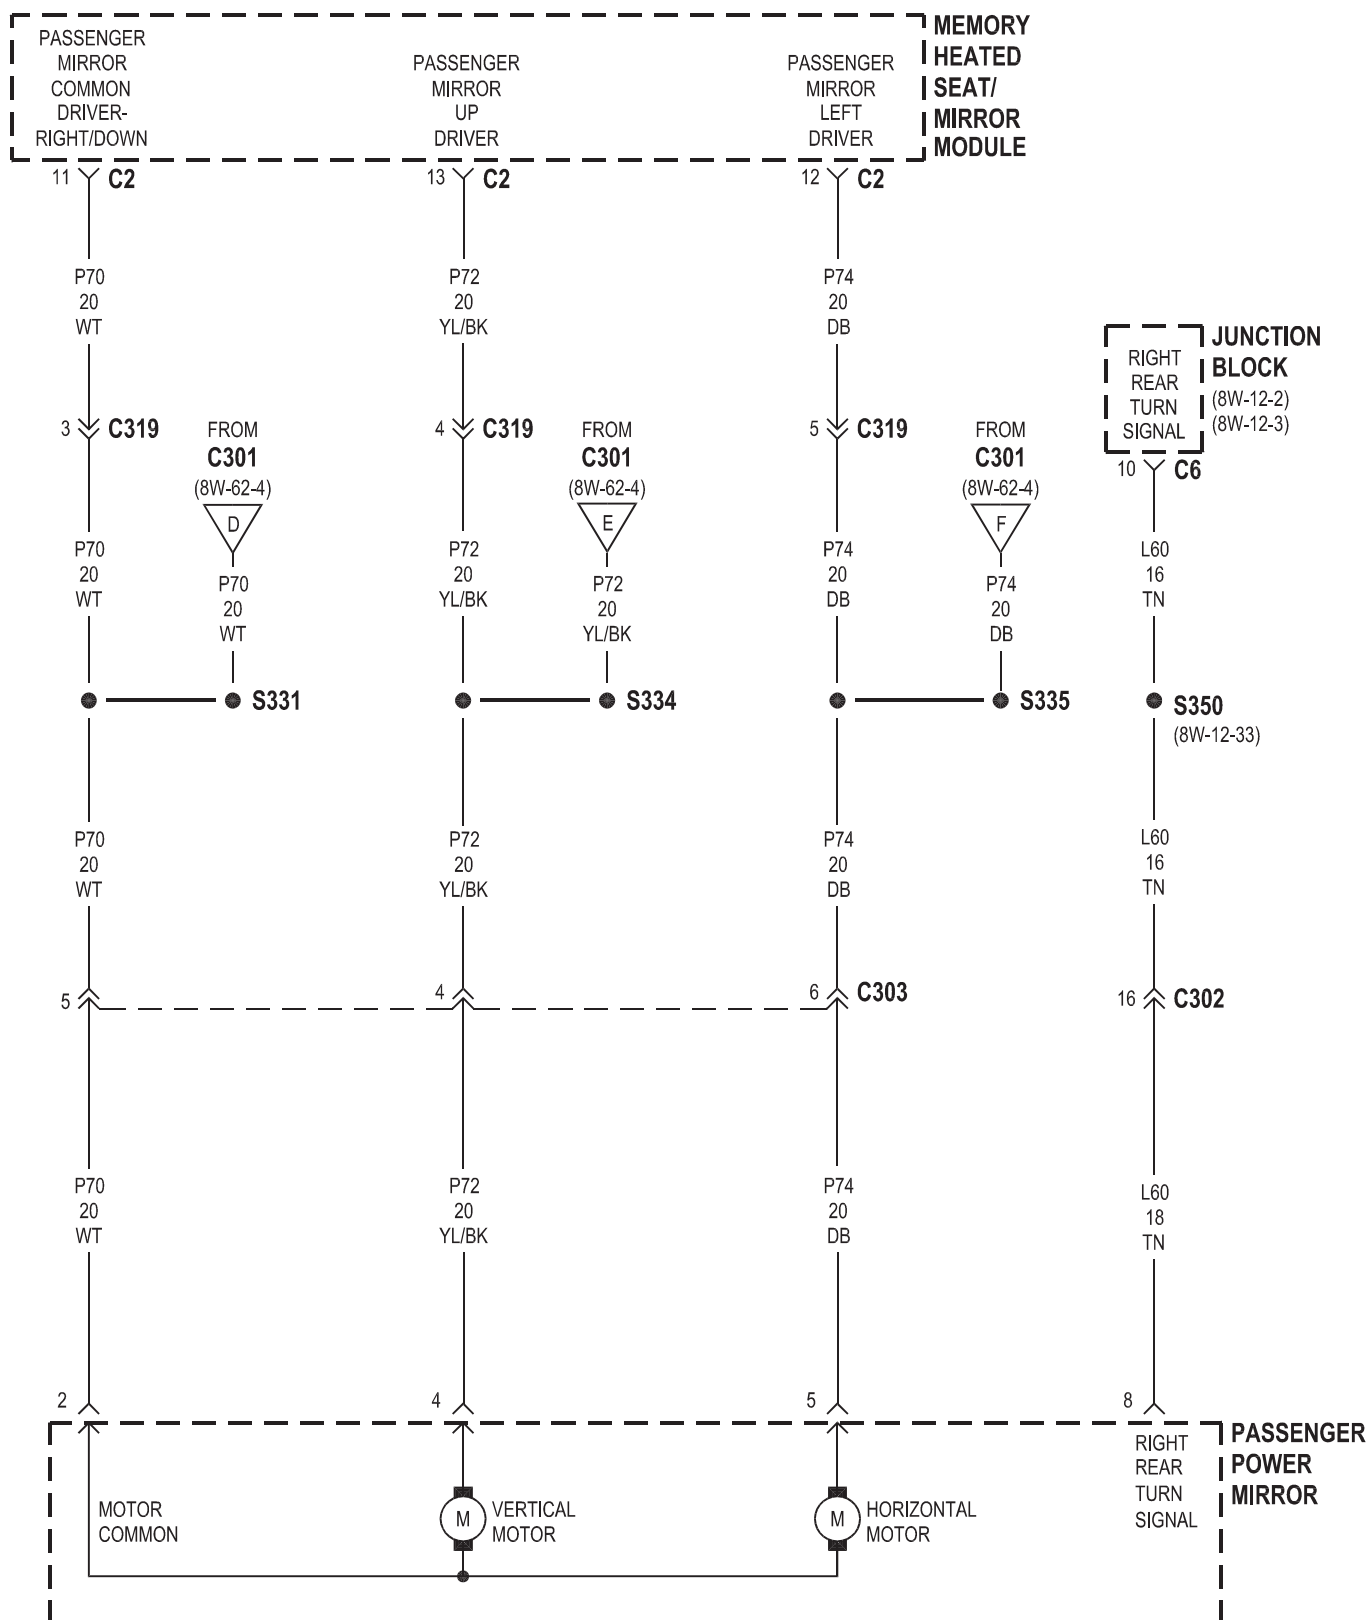 PASSENGER
MIRROR
COMMON
DRIVER-
RIGHT/DOWN
PASSENGER
MIRROR
UP
DRIVER
PASSENGER
MIRROR
LEFT
DRIVER
MEMORY
HEATED
SEAT/
MIRROR
MODULE
11 C2
13 C2
12 C2
P70
20
WT
P72
20
YL/BK
P74
20
DB
RIGHT
REAR
TURN
SIGNAL
JUNCTION
BLOCK
(8W-12-2)
(8W-12-3)
3 C319
FROM
C301
(8W-62-4)
D
4 C319
FROM
C301
(8W-62-4)
E
5 C319
FROM
C301
(8W-62-4)
F
10 C6
P70
20
WT
P70
20
WT
P72
20
YL/BK
P72
20
YL/BK
P74
20
DB
P74
20
DB
L60
16
TN
S331
S334
S335
S350
(8W-12-33)
P70
20
WT
P72
20
YL/BK
P74
20
DB
L60
16
TN
5
4
6 C303
16 C302
P70
20
WT
P72
20
YL/BK
P74
20
DB
L60
18
TN
2
4
5
8
MOTOR
COMMON
M
VERTICAL
MOTOR
M
HORIZONTAL
MOTOR
RIGHT
REAR
TURN
SIGNAL
PASSENGER
POWER
MIRROR